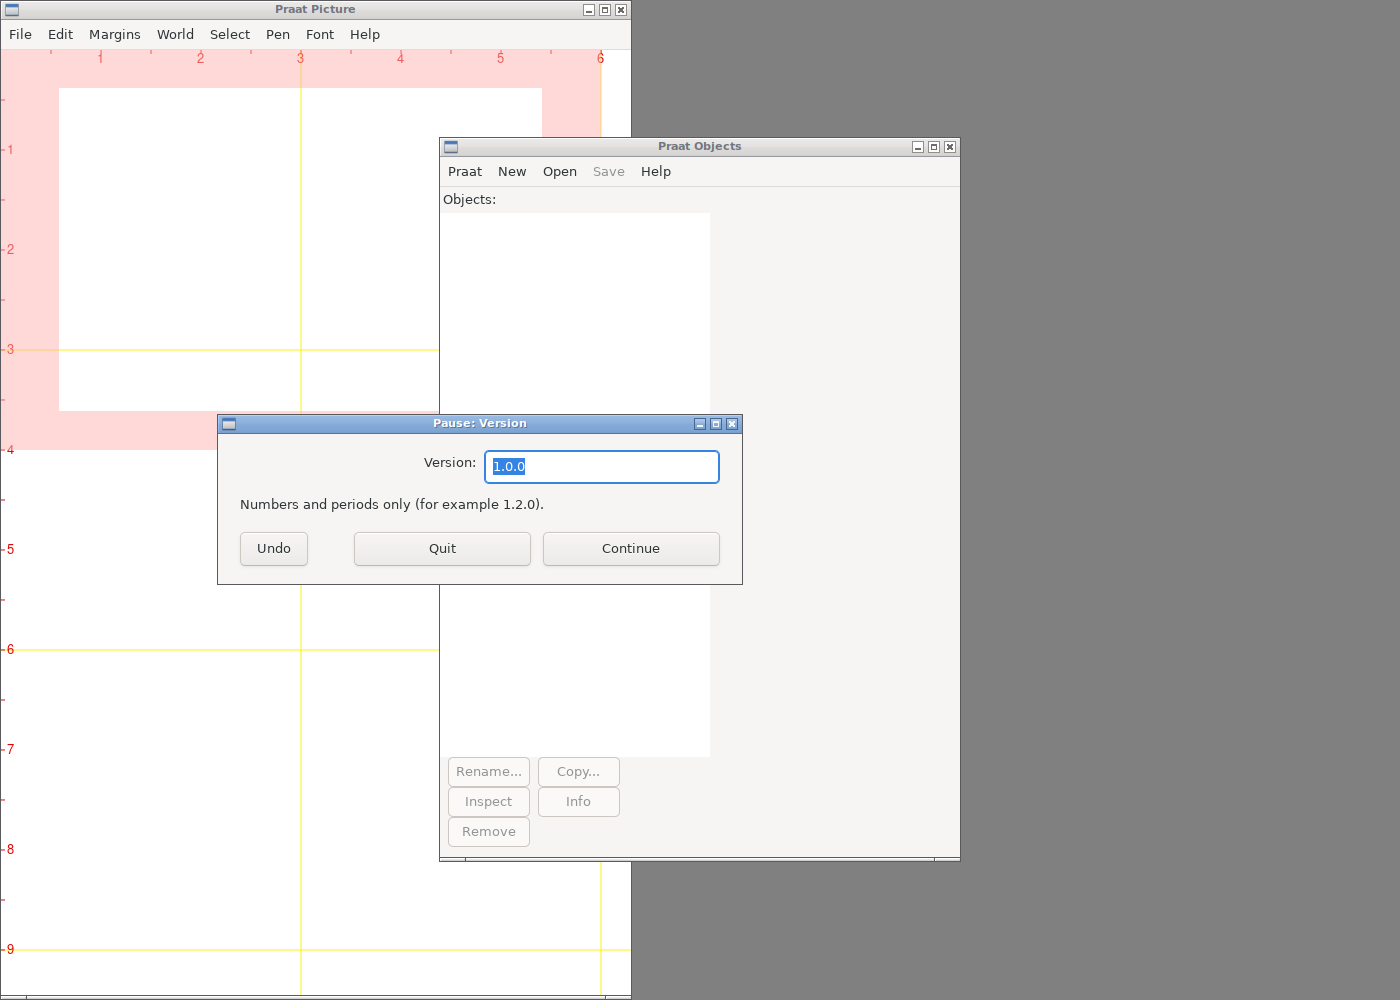 Praat Picture
File Edit Margins World Select Pen Font Help
1 2 3 4 5 6
1
2
3
4
5
6
7
8
9
Praat Objects
Praat New Open Save Help
Objects:
Pause: Version
Version: 1.0.0
Numbers and periods only (for example 1.2.0).
Undo Quit Continue
Rename... Copy...
Inspect Info
Remove